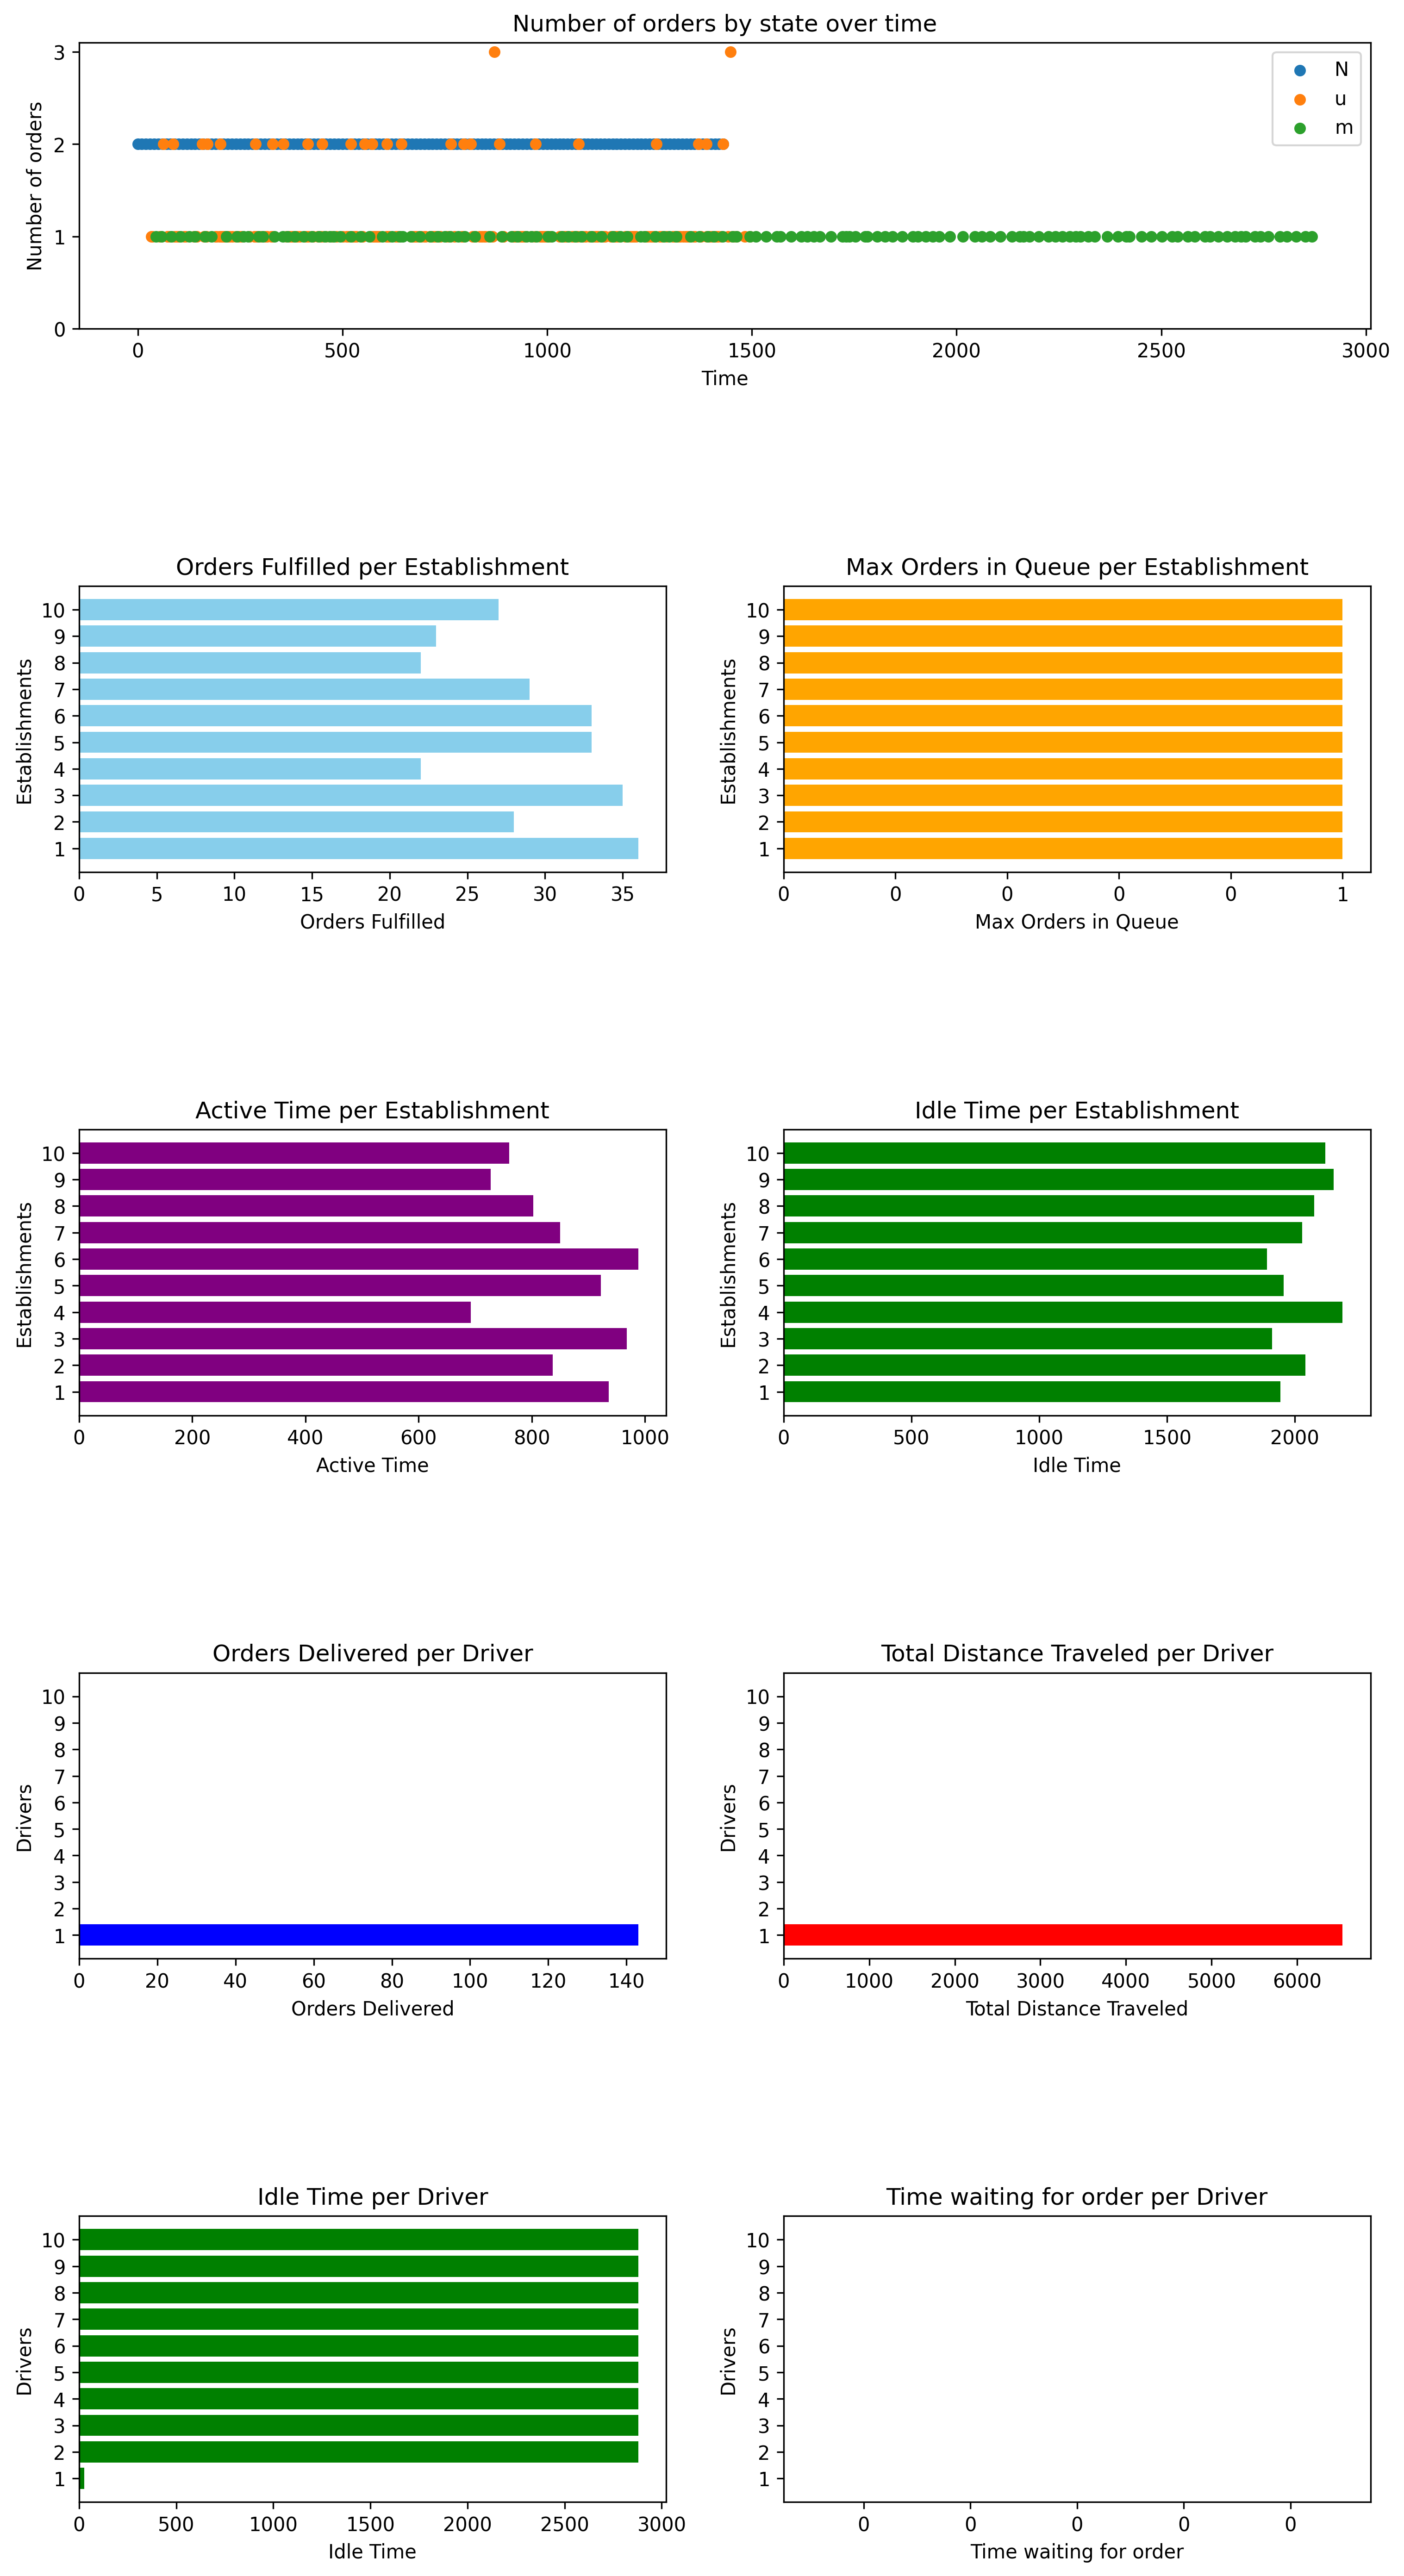 Number of orders by state over time
3
2
1
0
Number of orders
N
u
m
0 500 1000 1500 2000 2500 3000
Time
Orders Fulfilled per Establishment
10
9
8
7
6
5
4
3
2
1
Establishments
0 5 10 15 20 25 30 35
Orders Fulfilled
Max Orders in Queue per Establishment
10
9
8
7
6
5
4
3
2
1
Establishments
0 0 0 0 0 1
Max Orders in Queue
Active Time per Establishment
10
9
8
7
6
5
4
3
2
1
Establishments
0 200 400 600 800 1000
Active Time
Idle Time per Establishment
10
9
8
7
6
5
4
3
2
1
Establishments
0 500 1000 1500 2000
Idle Time
Orders Delivered per Driver
10
9
8
7
6
5
4
3
2
1
Drivers
0 20 40 60 80 100 120 140
Orders Delivered
Total Distance Traveled per Driver
10
9
8
7
6
5
4
3
2
1
Drivers
0 1000 2000 3000 4000 5000 6000
Total Distance Traveled
Idle Time per Driver
10
9
8
7
6
5
4
3
2
1
Drivers
0 500 1000 1500 2000 2500 3000
Idle Time
Time waiting for order per Driver
10
9
8
7
6
5
4
3
2
1
Drivers
0 0 0 0 0
Time waiting for order